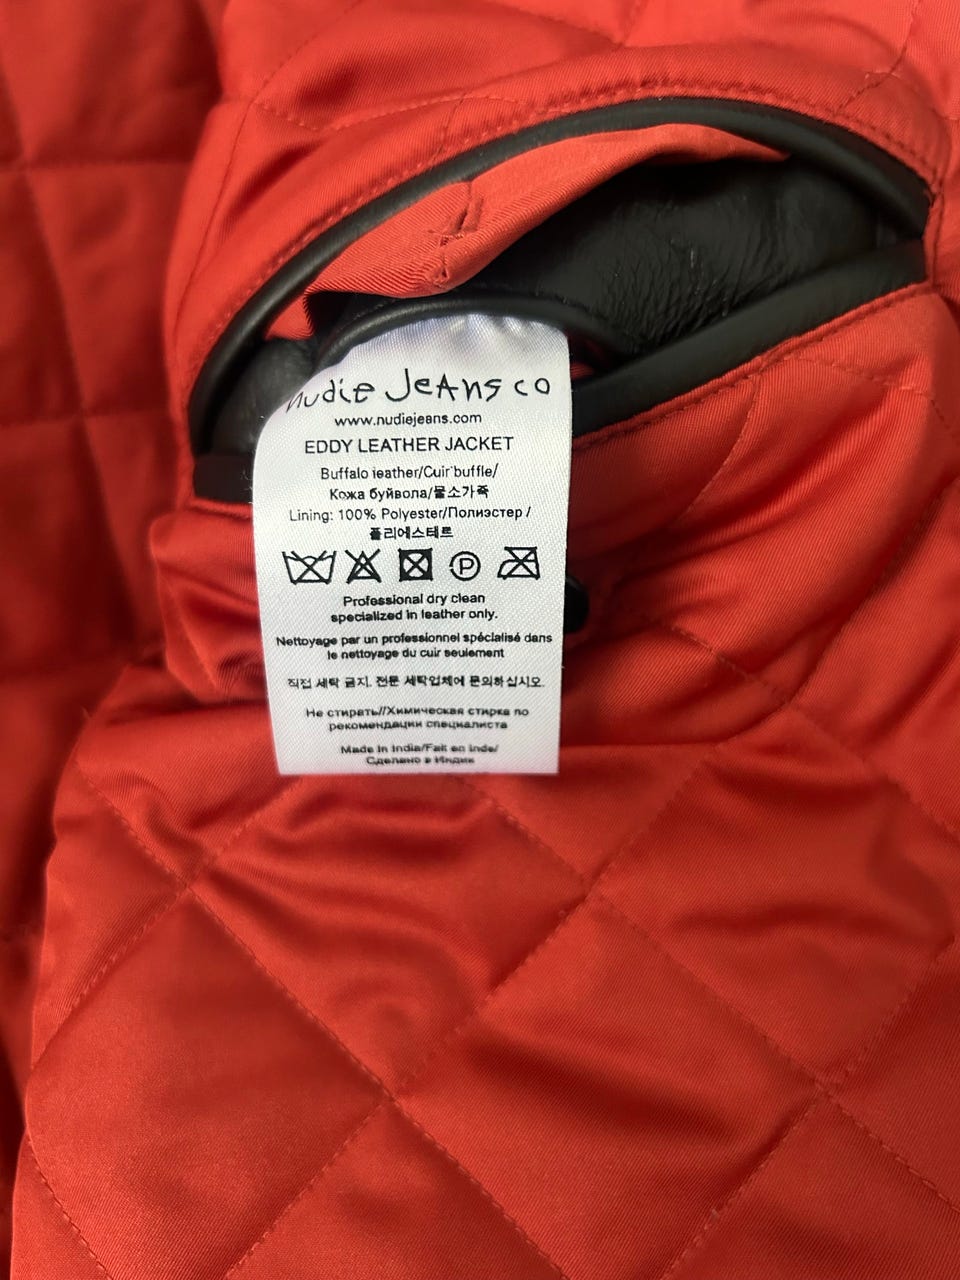 Nudie Jeans co
www.nudiejeans.com
EDDY LEATHER JACKET
Buffalo leather/Cuir buffle/
Кожа буйвола/물소가죽
Lining: 100% Polyester/Полиэстер /
폴리에스테르
P
Professional dry clean
specialized in leather only.
Nettoyage par un professionnel spécialisé dans
le nettoyage du cuir seulement
직접 세탁 금지. 전문 세탁업체에 문의하십시오.
Не стирать//Химическая стирка по
рекомендации специалиста
Made in India/Fait en Inde/
Сделано в Индии